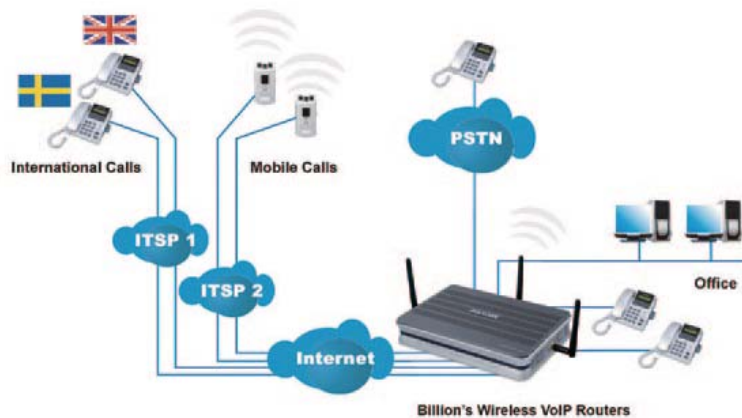 International Calls
Mobile Calls
PSTN
ITSP 1
ITSP 2
Office
Internet
Billion's Wireless VoIP Routers